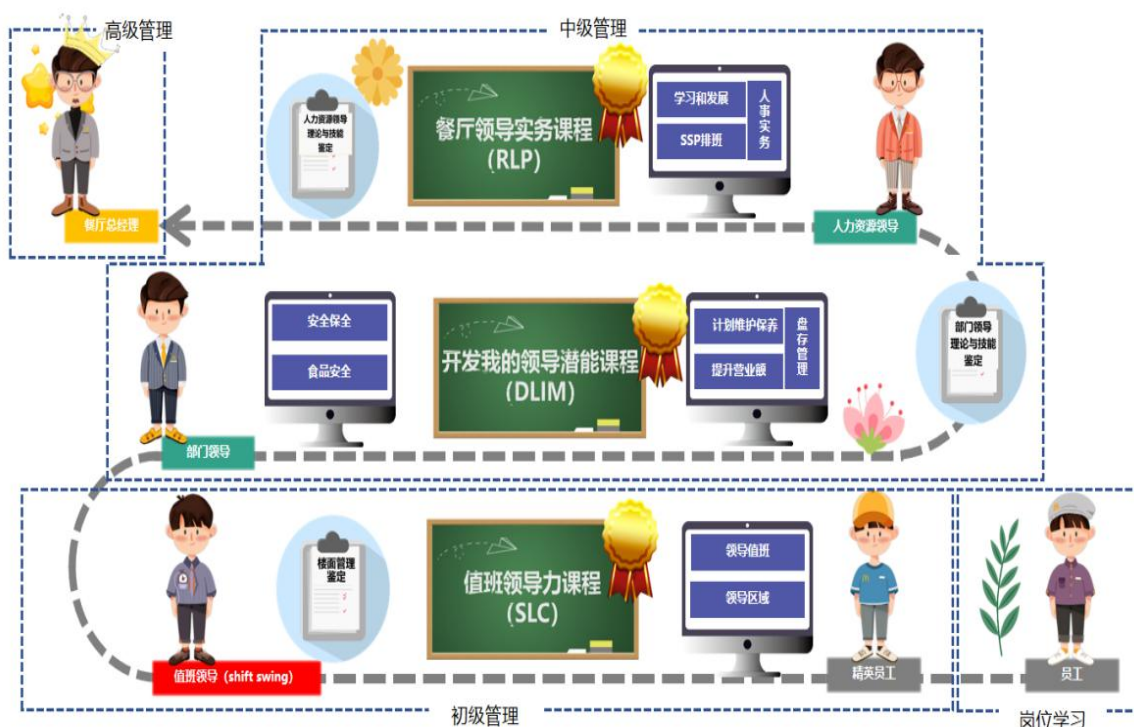 高级管理
中级管理
人力资源领导
理论与技能
鉴定
餐厅领导实务课程
(RLP)
学习和发展
SSP排班
人事实务
餐厅总经理
人力资源领导
安全保全
食品安全
开发我的领导潜能课程
(DLIM)
计划维护保养
提升营业额
盘存管理
部门领导
理论与技能
鉴定
部门领导
楼面管理
鉴定
值班领导力课程
(SLC)
领导值班
领导区域
值班领导（shift swing）
精英员工
员工
初级管理
岗位学习